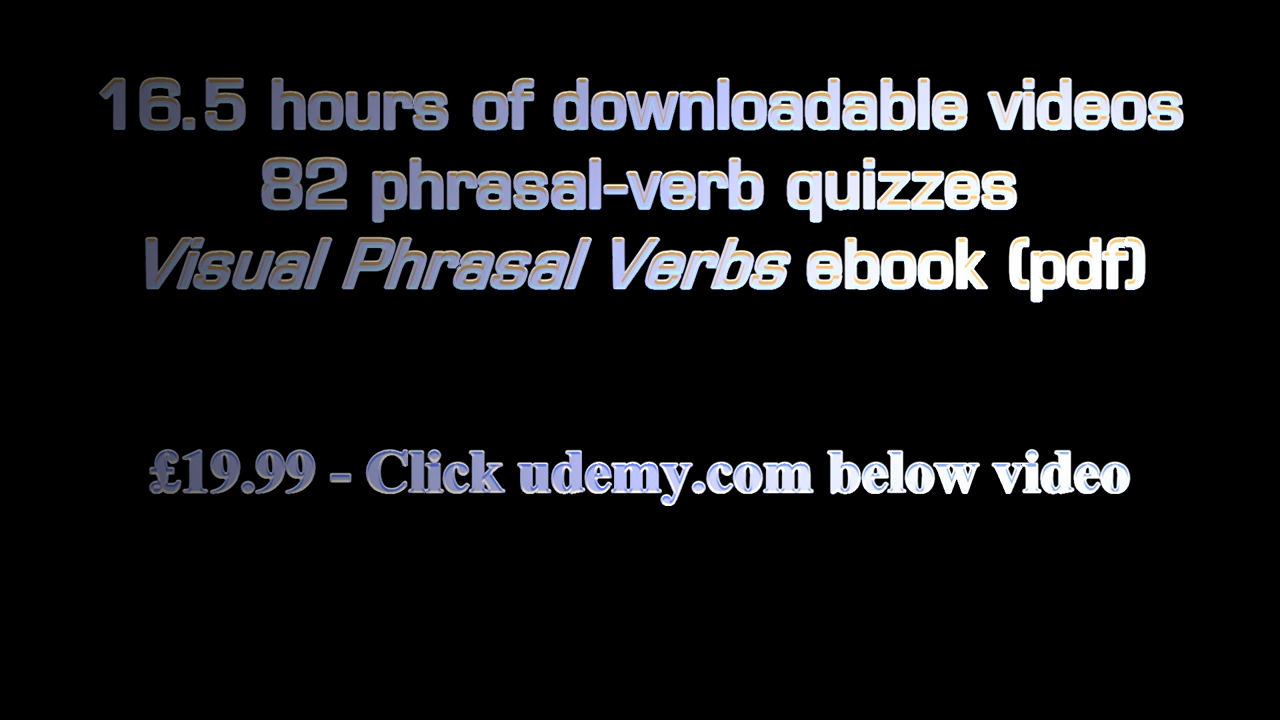 16.5 hours of downloadable videos
82 phrasal-verb quizzes
Visual Phrasal Verbs ebook (pdf)
£19.99 - Click udemy.com below video